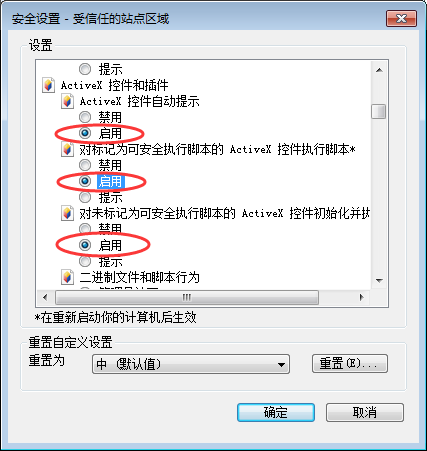 安全设置 - 受信任的站点区域
设置
提示
ActiveX 控件和插件
ActiveX 控件自动提示
禁用
启用
对标记为可安全执行脚本的 ActiveX 控件执行脚本*
禁用
启用
提示
对未标记为可安全执行脚本的 ActiveX 控件初始化并执
禁用
启用
提示
二进制文件和脚本行为
*在重新启动你的计算机后生效
重置自定义设置
重置为
中 (默认值)
重置(E)...
确定
取消